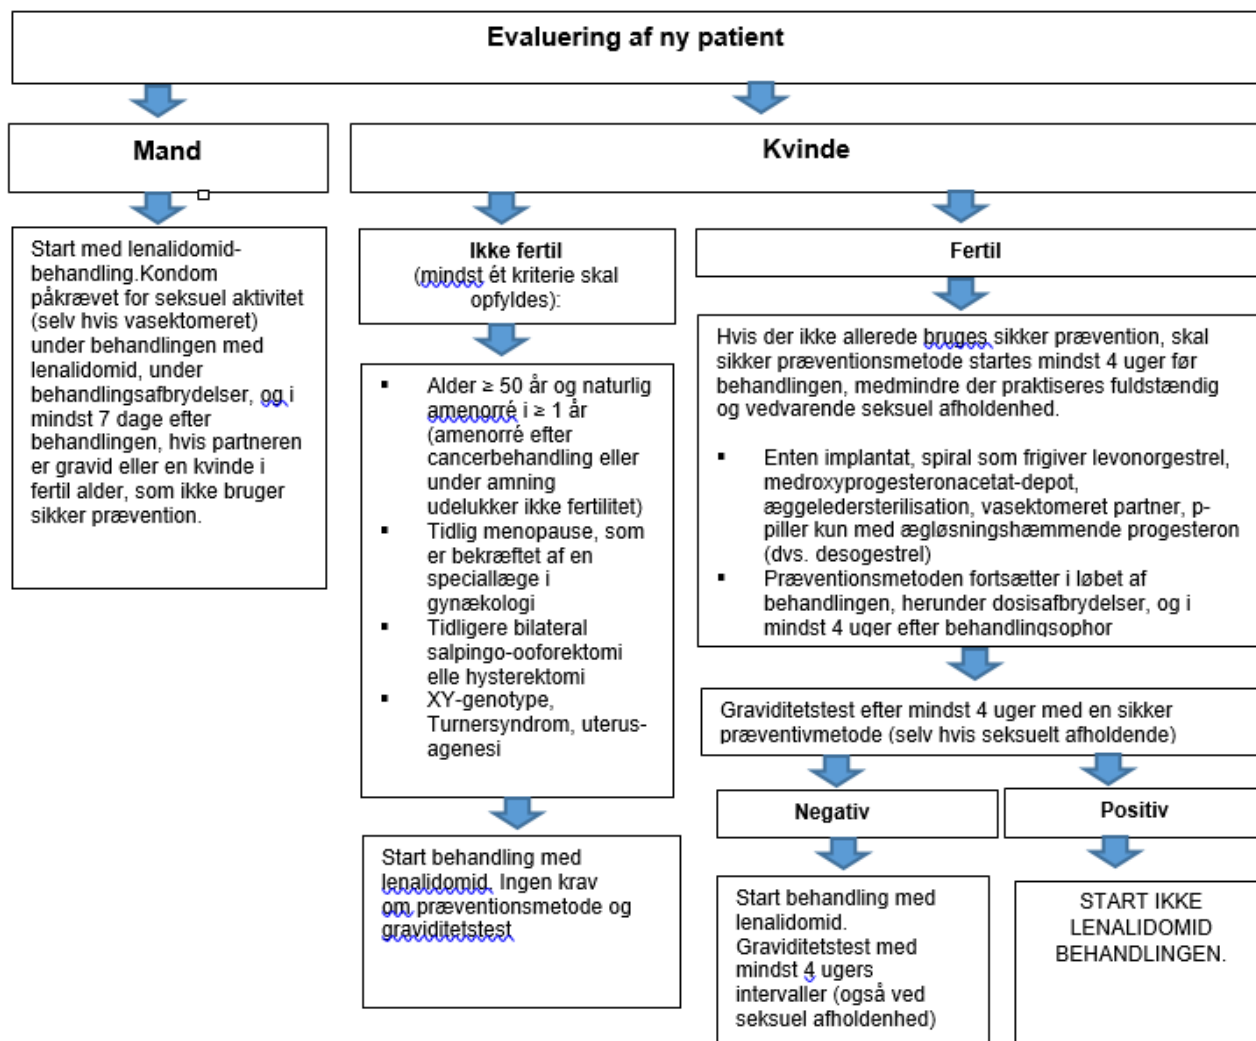 Evaluering af ny patient
Mand
Start med lenalidomid-
behandling.Kondom
påkrævet for seksuel aktivitet
(selv hvis vasektomeret)
under behandlingen med
lenalidomid, under
behandlingsafbrydelser, og i
mindst 7 dage efter
behandlingen, hvis partneren
er gravid eller en kvinde i
fertil alder, som ikke bruger
sikker prævention.
Kvinde
Ikke fertil
(mindst ét kriterie skal
opfyldes):
▪ Alder ≥ 50 år og naturlig
amenorré i ≥ 1 år
(amenorré efter
cancerbehandling eller
under amning
udelukker ikke fertilitet)
▪ Tidlig menopause, som
er bekræftet af en
speciallæge i
gynækologi
▪ Tidligere bilateral
salpingo-ooforektomi
elle hysterektomi
▪ XY-genotype,
Turnersyndrom, uterus-
agenesi
Start behandling med
lenalidomid. Ingen krav
om præventionsmetode og
graviditetstest
Fertil
Hvis der ikke allerede bruges sikker prævention, skal
sikker præventionsmetode startes mindst 4 uger før
behandlingen, medmindre der praktiseres fuldstændig
og vedvarende seksuel afholdenhed.
▪ Enten implantat, spiral som frigiver levonorgestrel,
medroxyprogesteronacetat-depot,
æggeledersterilisation, vasektomeret partner, p-
piller kun med ægløsningshæmmende progesteron
(dvs. desogestrel)
▪ Præventionsmetoden fortsætter i løbet af
behandlingen, herunder dosisafbrydelser, og i
mindst 4 uger efter behandlingsophør
Graviditetstest efter mindst 4 uger med en sikker
præventivmetode (selv hvis seksuelt afholdende)
Negativ
Start behandling med
lenalidomid.
Graviditetstest med
mindst 4 ugers
intervaller (også ved
seksuel afholdenhed)
Positiv
START IKKE
LENALIDOMID
BEHANDLINGEN.